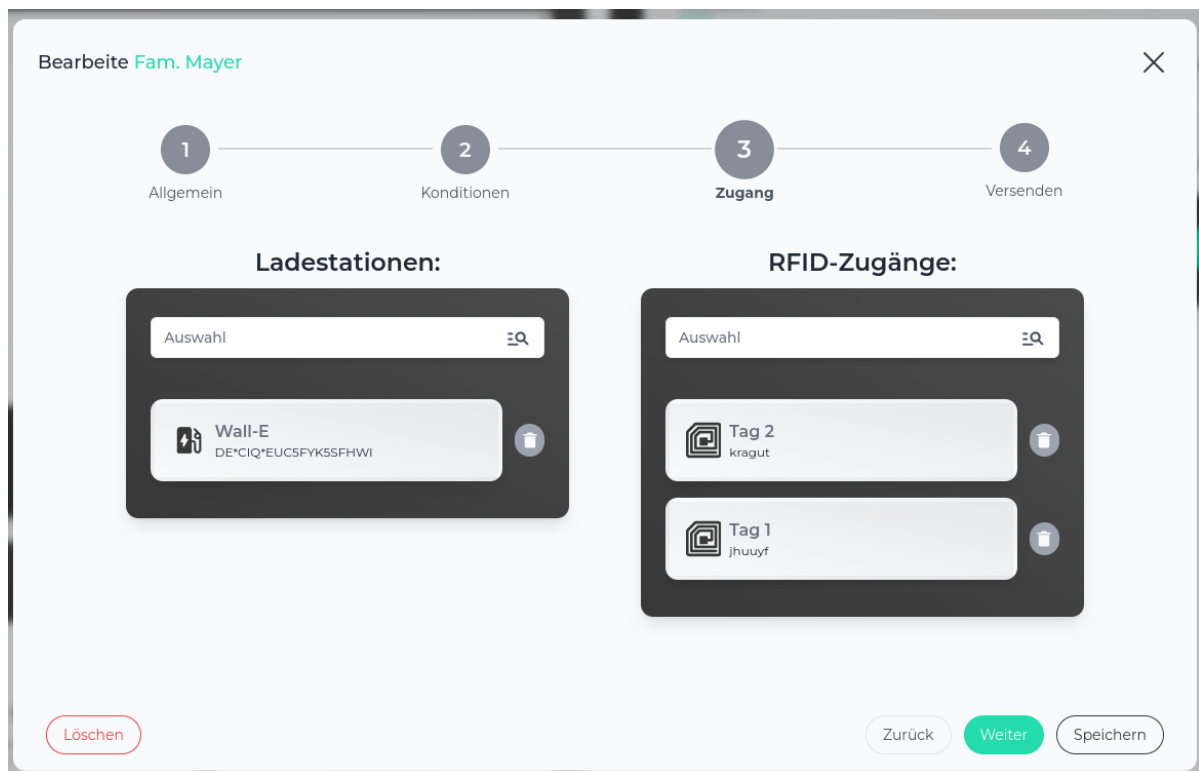 Bearbeite Fam. Mayer
1
2
3
4
Allgemein
Konditionen
Zugang
Versenden
Ladestationen:
Auswahl
Wall-E
DE*CIQ*EUC5FYK5SFHWI
RFID-Zugänge:
Auswahl
Tag 2
kragut
Tag 1
jhuuyf
Löschen
Zurück
Weiter
Speichern